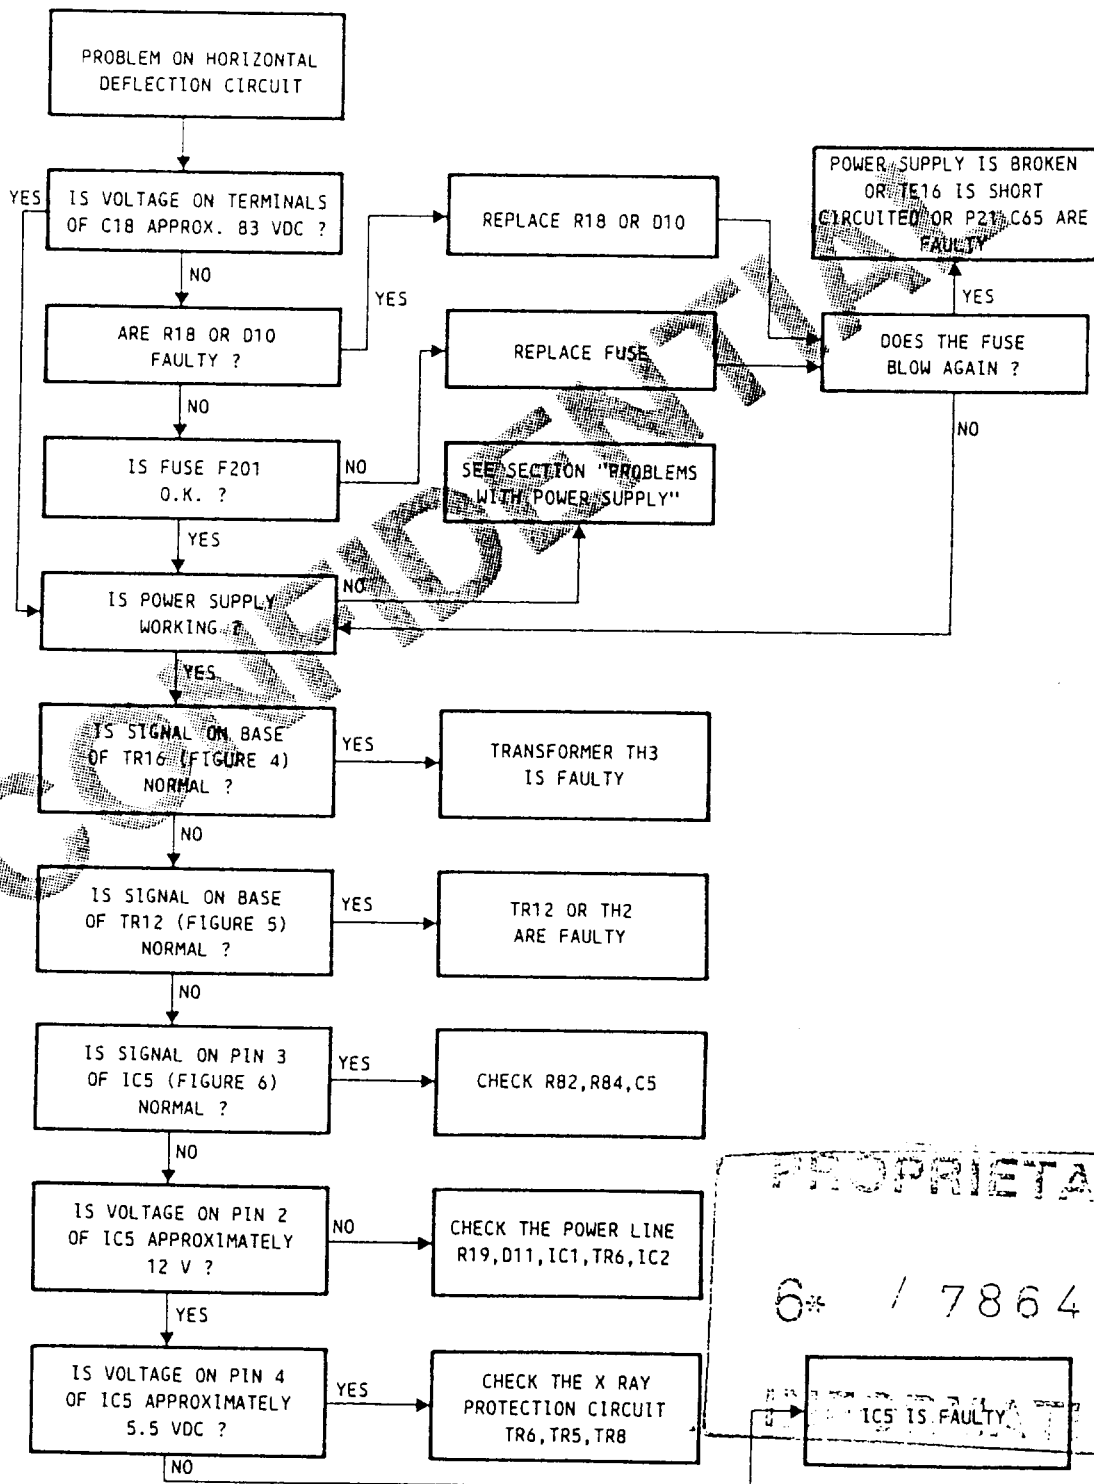 PROBLEM ON HORIZONTAL
DEFLECTION CIRCUIT
YES
IS VOLTAGE ON TERMINALS
OF C18 APPROX. 83 VDC ?
NO
REPLACE R18 OR D10
POWER SUPPLY IS BROKEN
OR TE16 IS SHORT
CIRCUITED OR P21 C65 ARE
FAULTY
YES
YES
ARE R18 OR D10
FAULTY ?
NO
REPLACE FUSE
DOES THE FUSE
BLOW AGAIN ?
NO
IS FUSE F201
O.K. ?
NO
YES
SEE SECTION "PROBLEMS
WITH POWER SUPPLY"
IS POWER SUPPLY
WORKING ?
NO
YES
IS SIGNAL ON BASE
OF TR16 (FIGURE 4)
NORMAL ?
YES
NO
TRANSFORMER TH3
IS FAULTY
IS SIGNAL ON BASE
OF TR12 (FIGURE 5)
NORMAL ?
YES
NO
TR12 OR TH2
ARE FAULTY
IS SIGNAL ON PIN 3
OF IC5 (FIGURE 6)
NORMAL ?
YES
NO
CHECK R82,R84,C5
IS VOLTAGE ON PIN 2
OF IC5 APPROXIMATELY
12 V ?
NO
YES
CHECK THE POWER LINE
R19,D11,IC1,TR6,IC2
IS VOLTAGE ON PIN 4
OF IC5 APPROXIMATELY
5.5 VDC ?
YES
NO
CHECK THE X RAY
PROTECTION CIRCUIT
TR6,TR5,TR8
IC5 IS FAULTY
CONFIDENTIAL
PROPRIETA
6* / 7864